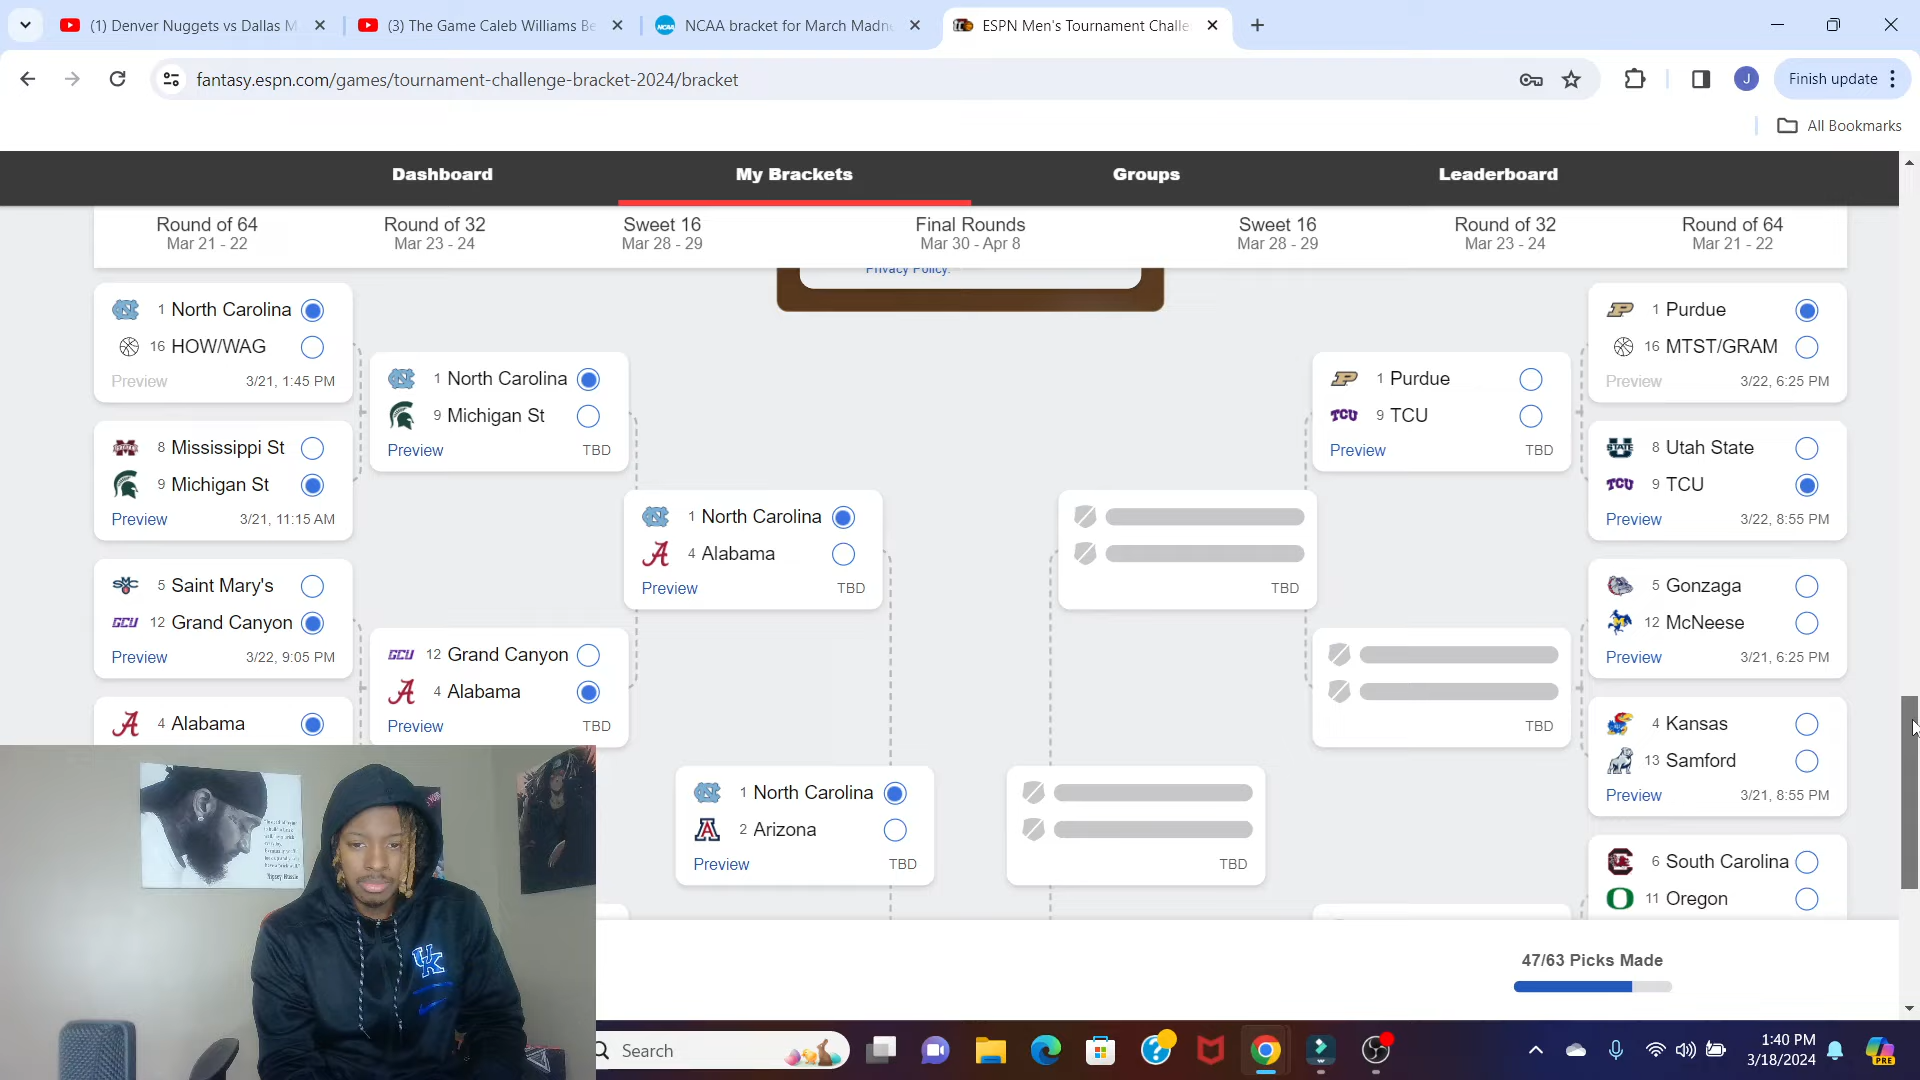 (1) Denver Nuggets vs Dallas M
(3) The Game Caleb Williams Be
NCAA bracket for March Madne
ESPN Men's Tournament Challe
fantasy.espn.com/games/tournament-challenge-bracket-2024/bracket
J
Finish update
All Bookmarks
Dashboard
My Brackets
Groups
Leaderboard
Round of 64
Mar 21 - 22
Round of 32
Mar 23 - 24
Sweet 16
Mar 28 - 29
Final Rounds
Mar 30 - Apr 8
Sweet 16
Mar 28 - 29
Round of 32
Mar 23 - 24
Round of 64
Mar 21 - 22
Privacy Policy.
1 North Carolina
16 HOW/WAG
Preview 3/21, 1:45 PM
8 Mississippi St
9 Michigan St
Preview 3/21, 11:15 AM
5 Saint Mary's
GCU 12 Grand Canyon
Preview 3/22, 9:05 PM
4 Alabama
1 North Carolina
9 Michigan St
Preview TBD
GCU 12 Grand Canyon
4 Alabama
Preview TBD
1 North Carolina
4 Alabama
Preview TBD
1 North Carolina
2 Arizona
Preview TBD
TBD
TBD
1 Purdue
TCU 9 TCU
Preview TBD
TBD
1 Purdue
16 MTST/GRAM
Preview 3/22, 6:25 PM
8 Utah State
TCU 9 TCU
Preview 3/22, 8:55 PM
5 Gonzaga
12 McNeese
Preview 3/21, 6:25 PM
4 Kansas
13 Samford
Preview 3/21, 8:55 PM
6 South Carolina
11 Oregon
47/63 Picks Made
UK
Search
1:40 PM
3/18/2024
PRE